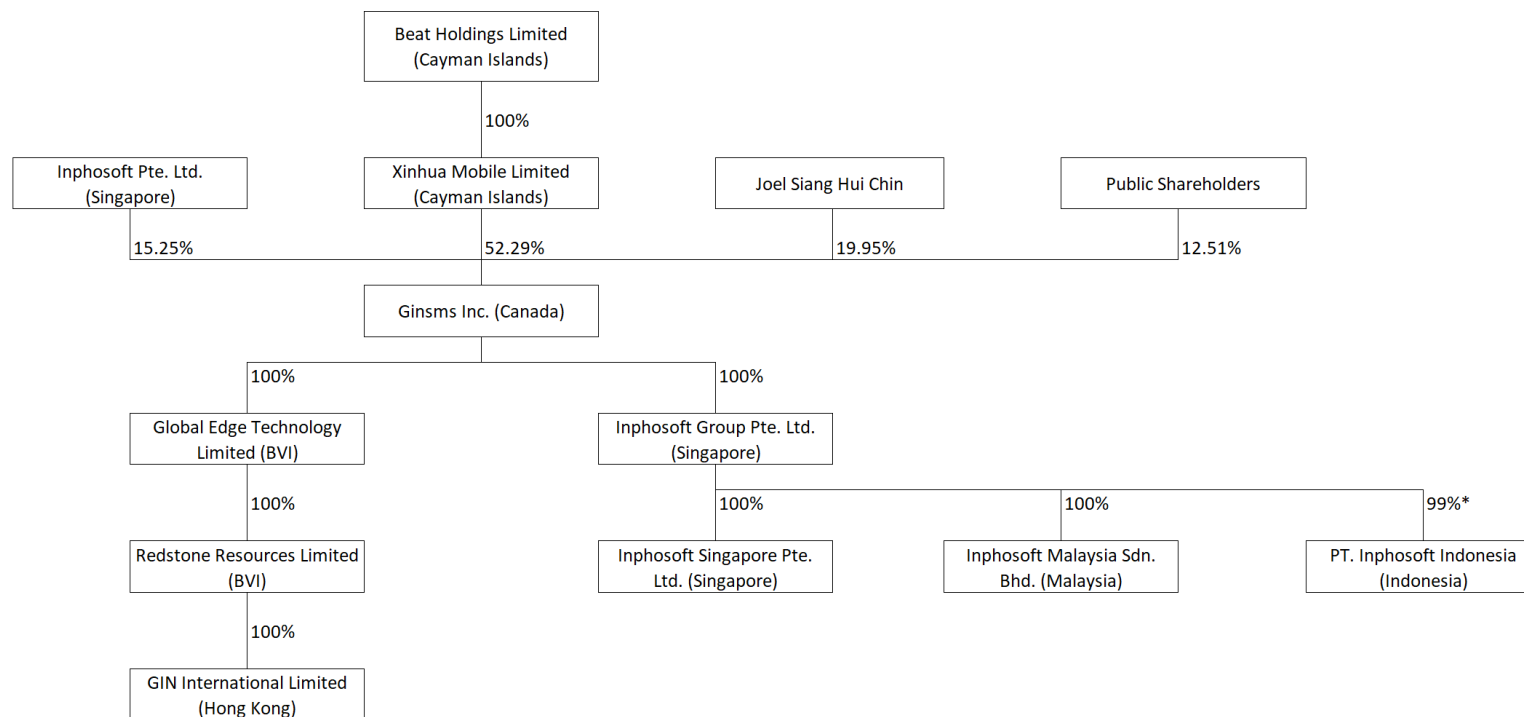 Beat Holdings Limited
(Cayman Islands)
100%
Inphosoft Pte. Ltd.
(Singapore)
Xinhua Mobile Limited
(Cayman Islands)
Joel Siang Hui Chin
Public Shareholders
15.25%
52.29%
19.95%
12.51%
Ginsms Inc. (Canada)
100%
100%
Global Edge Technology
Limited (BVI)
Inphosoft Group Pte. Ltd.
(Singapore)
100%
100%
100%
99%*
Redstone Resources Limited
(BVI)
Inphosoft Singapore Pte.
Ltd. (Singapore)
Inphosoft Malaysia Sdn.
Bhd. (Malaysia)
PT. Inphosoft Indonesia
(Indonesia)
100%
GIN International Limited
(Hong Kong)